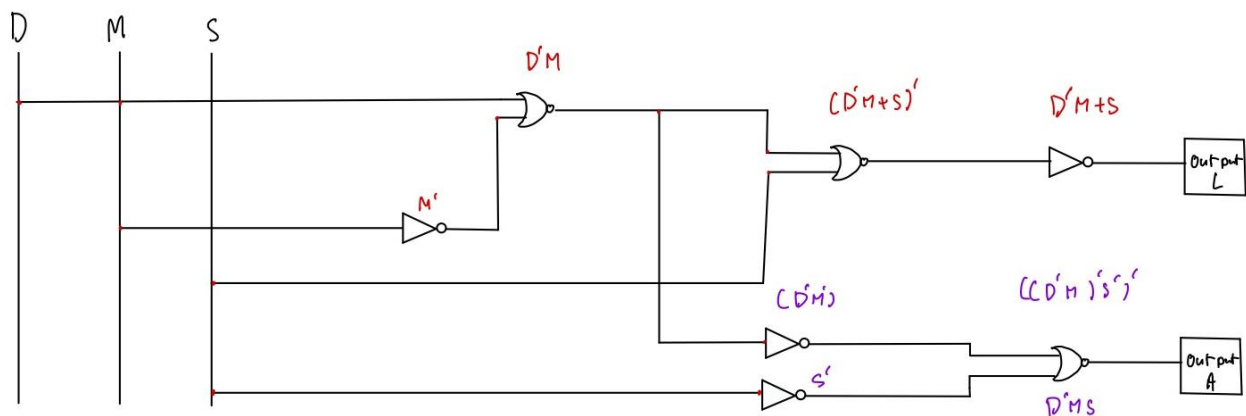 D M S
D'M
(D'M+S)'
D'M+S
Output
L
M'
(D'M')
((D'M)'S')'
S'
Output
A
D'MS